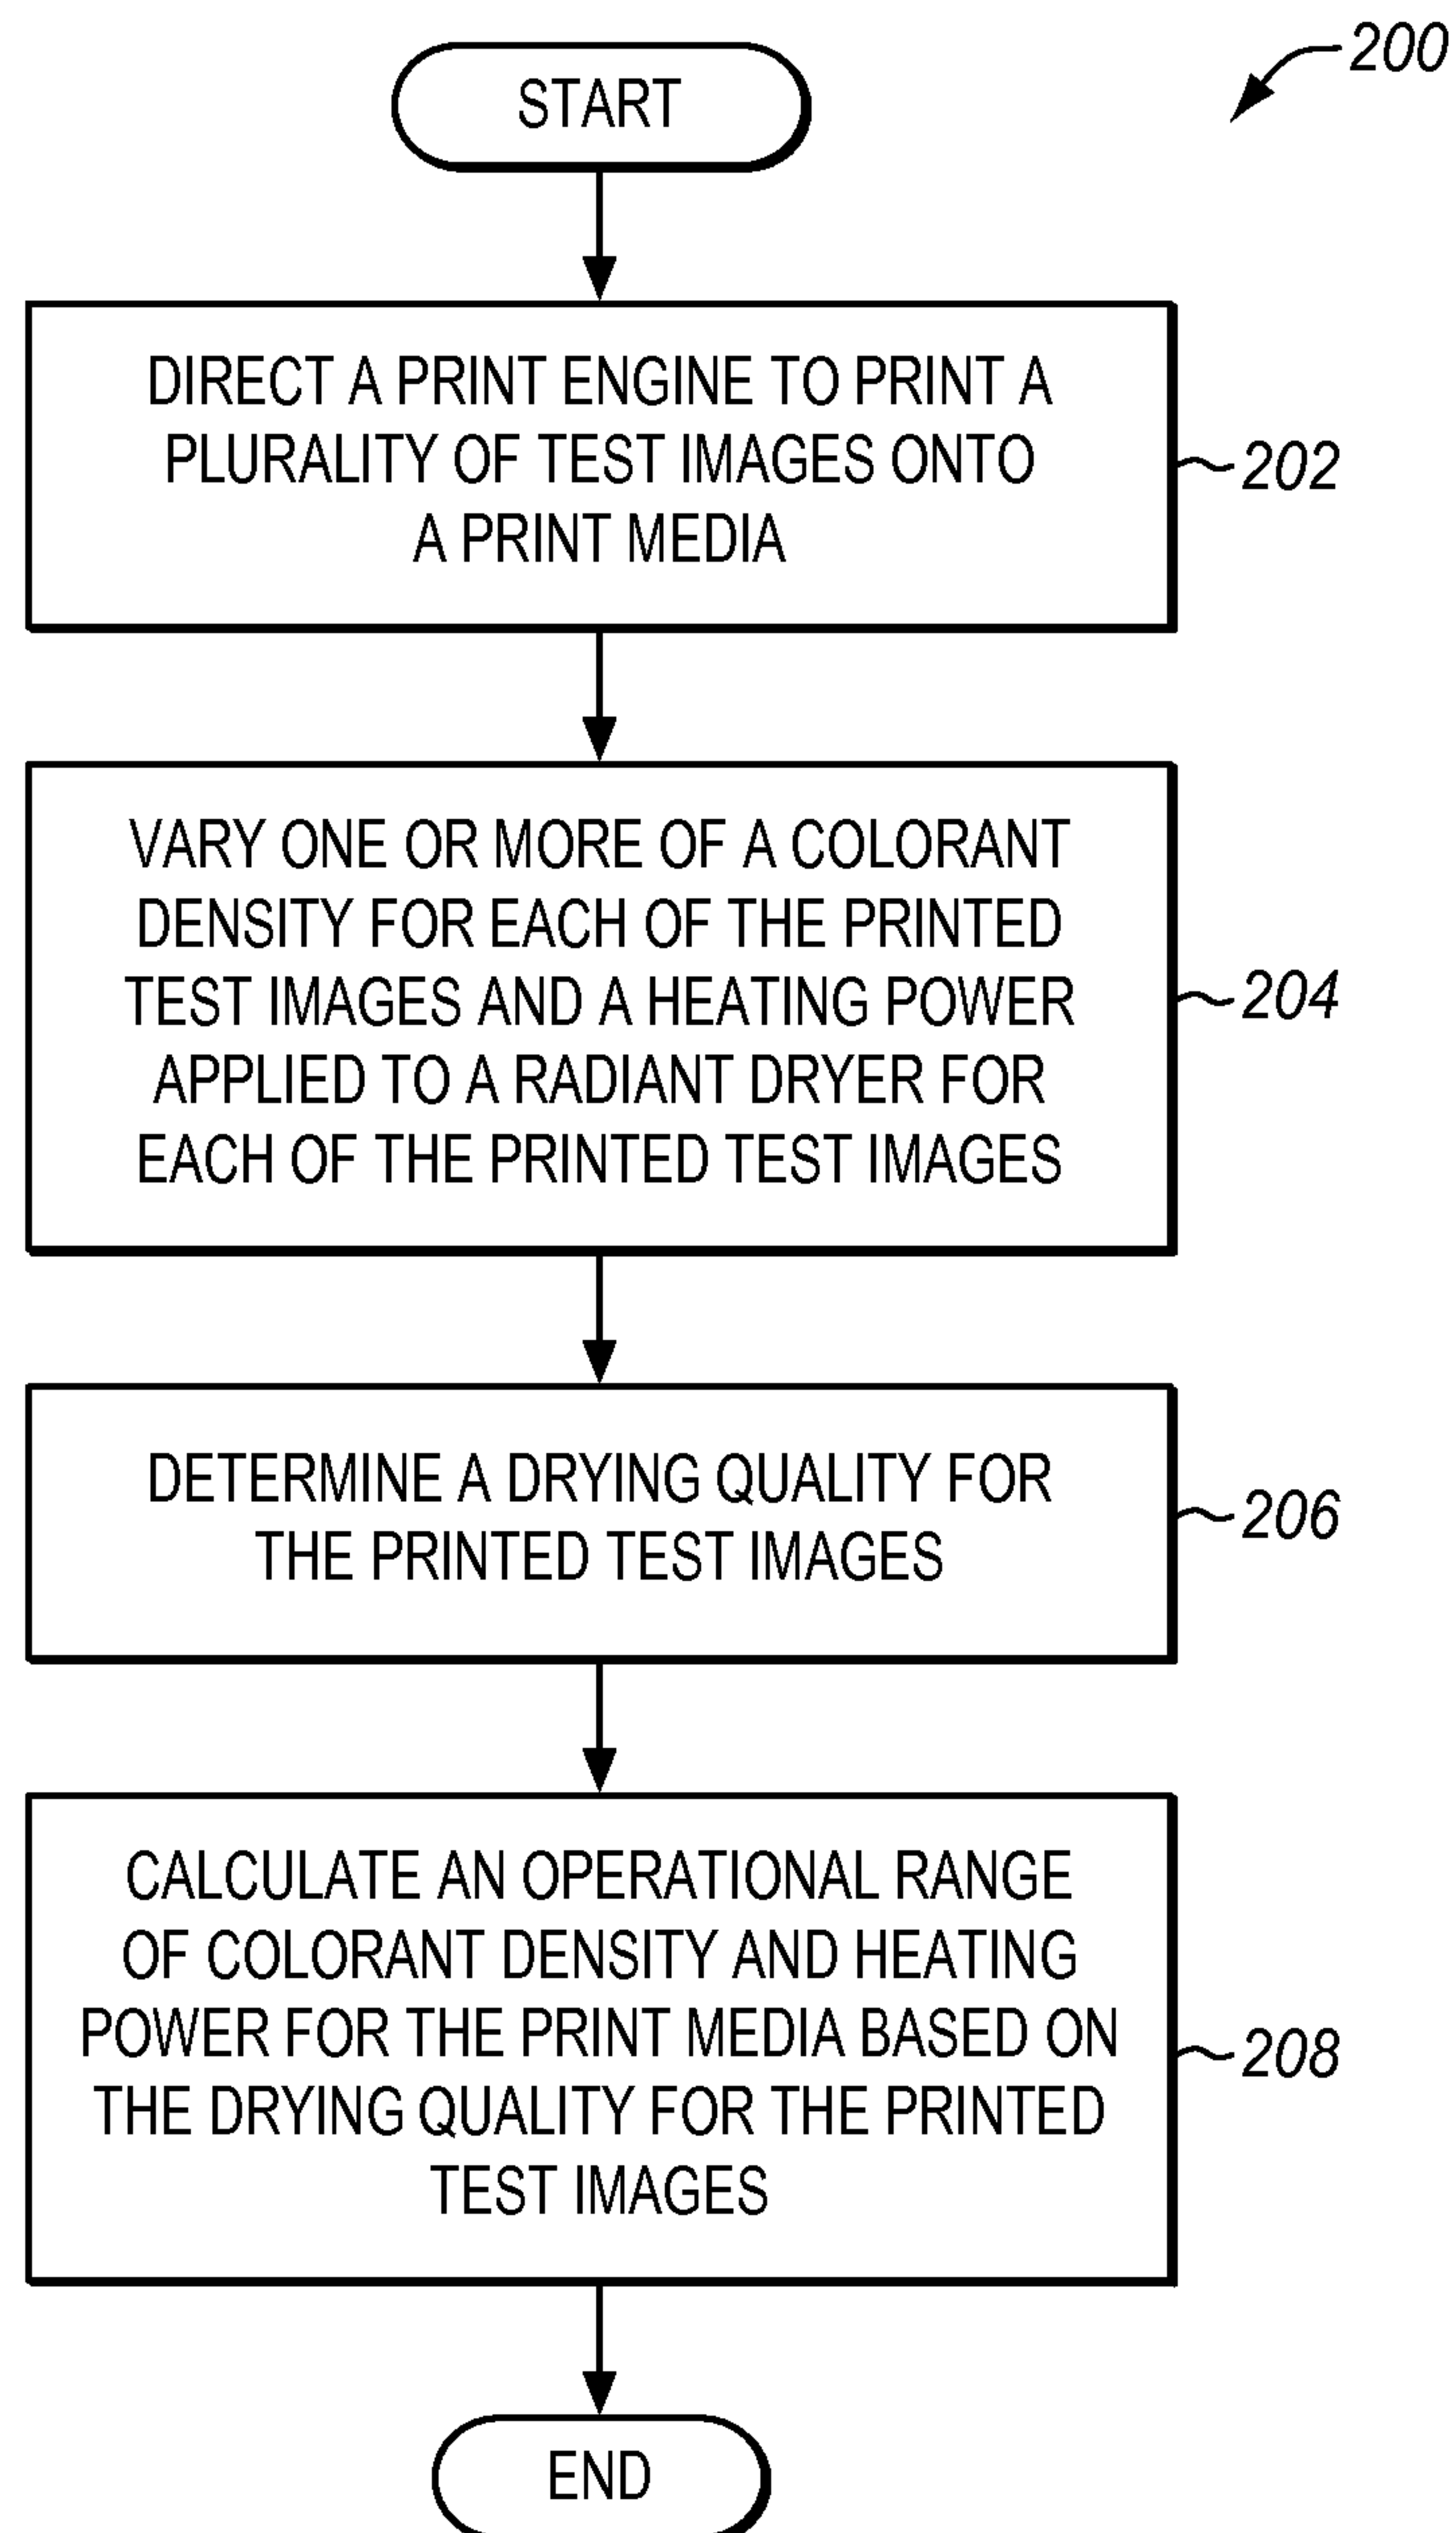 200
START
DIRECT A PRINT ENGINE TO PRINT A
PLURALITY OF TEST IMAGES ONTO
A PRINT MEDIA
202
VARY ONE OR MORE OF A COLORANT
DENSITY FOR EACH OF THE PRINTED
TEST IMAGES AND A HEATING POWER
APPLIED TO A RADIANT DRYER FOR
EACH OF THE PRINTED TEST IMAGES
204
DETERMINE A DRYING QUALITY FOR
THE PRINTED TEST IMAGES
206
CALCULATE AN OPERATIONAL RANGE
OF COLORANT DENSITY AND HEATING
POWER FOR THE PRINT MEDIA BASED ON
THE DRYING QUALITY FOR THE PRINTED
TEST IMAGES
208
END